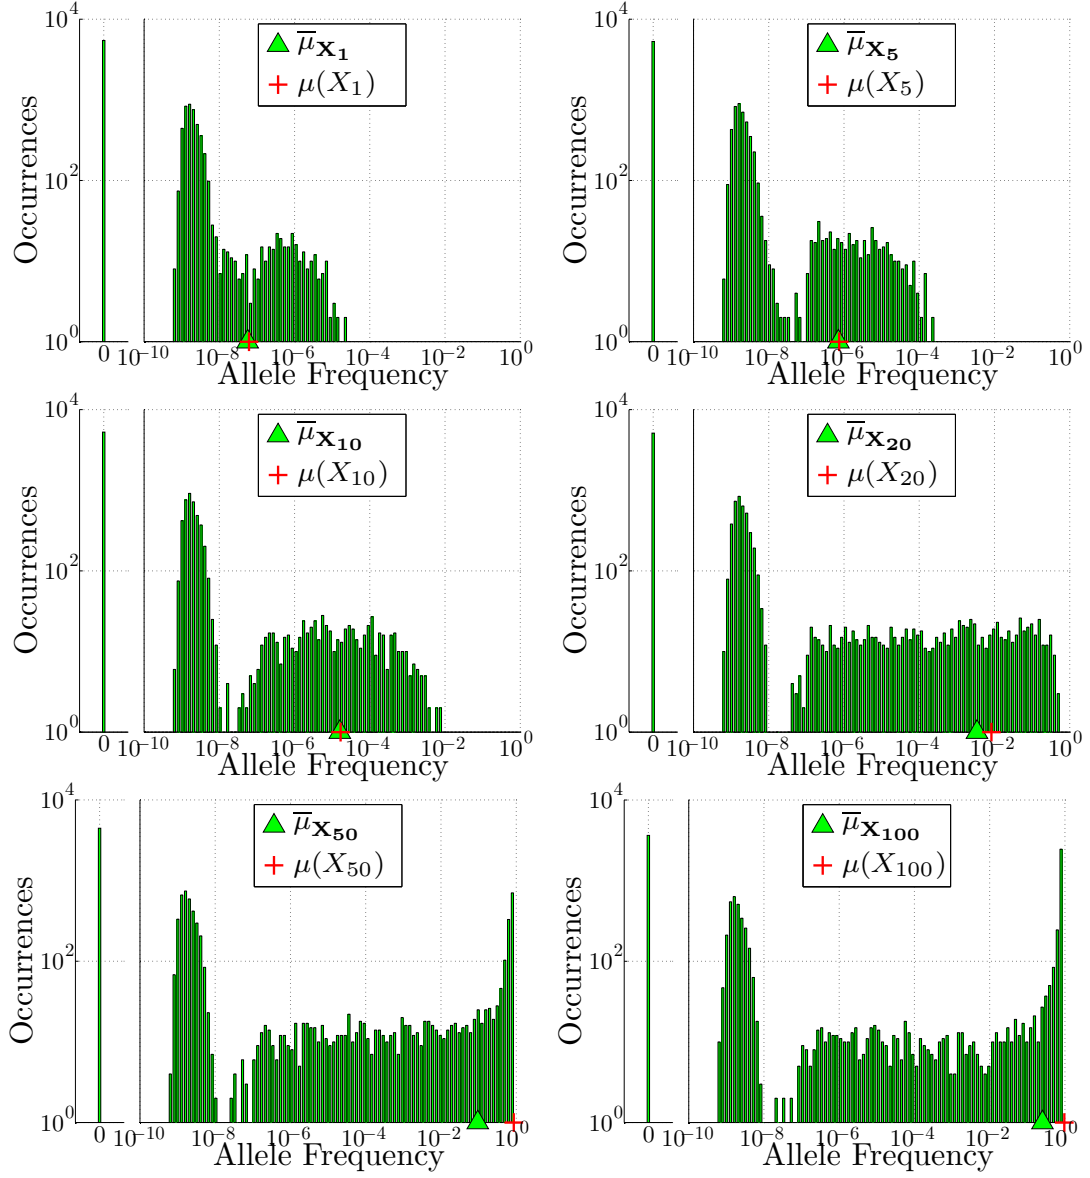 10^4
10^2
10^0
Occurrences
μ̅_X₁
μ(X₁)
0 10^-10 10^-8 10^-6 10^-4 10^-2 10^0
Allele Frequency
10^4
10^2
10^0
Occurrences
μ̅_X₅
μ(X₅)
0 10^-10 10^-8 10^-6 10^-4 10^-2 10^0
Allele Frequency
10^4
10^2
10^0
Occurrences
μ̅_X₁₀
μ(X₁₀)
0 10^-10 10^-8 10^-6 10^-4 10^-2 10^0
Allele Frequency
10^4
10^2
10^0
Occurrences
μ̅_X₂₀
μ(X₂₀)
0 10^-10 10^-8 10^-6 10^-4 10^-2 10^0
Allele Frequency
10^4
10^2
10^0
Occurrences
μ̅_X₅₀
μ(X₅₀)
0 10^-10 10^-8 10^-6 10^-4 10^-2 10^0
Allele Frequency
10^4
10^2
10^0
Occurrences
μ̅_X₁₀₀
μ(X₁₀₀)
0 10^-10 10^-8 10^-6 10^-4 10^-2 10^0
Allele Frequency